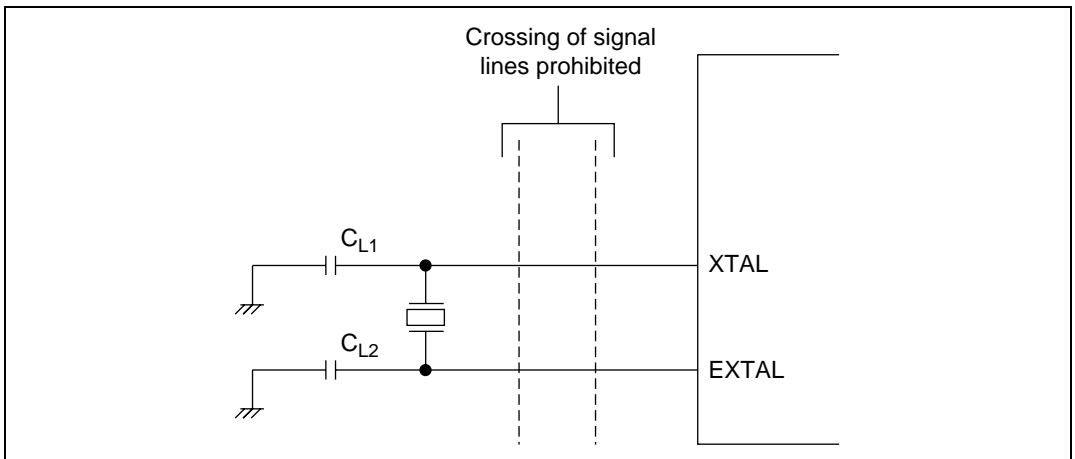 Crossing of signal
lines prohibited
CL1
XTAL
CL2
EXTAL